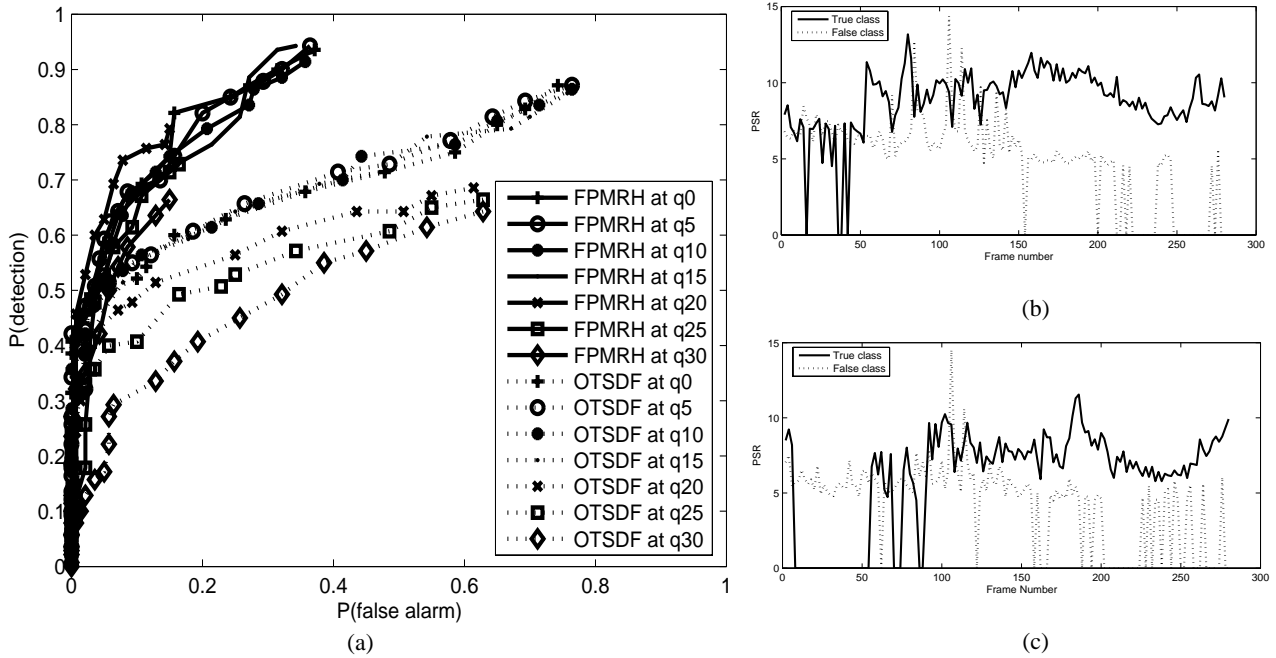 1
0.9
0.8
0.7
0.6
0.5
0.4
0.3
0.2
0.1
0
P(detection)
0
0.2
0.4
0.6
0.8
1
P(false alarm)
FPMRH at q0
FPMRH at q5
FPMRH at q10
FPMRH at q15
FPMRH at q20
FPMRH at q25
FPMRH at q30
OTSDF at q0
OTSDF at q5
OTSDF at q10
OTSDF at q15
OTSDF at q20
OTSDF at q25
OTSDF at q30
(a)
15
10
5
0
PSR
True class
False class
0
50
100
150
200
250
300
Frame number
(b)
15
10
5
0
PSR
True class
False class
0
50
100
150
200
250
300
Frame Number
(c)